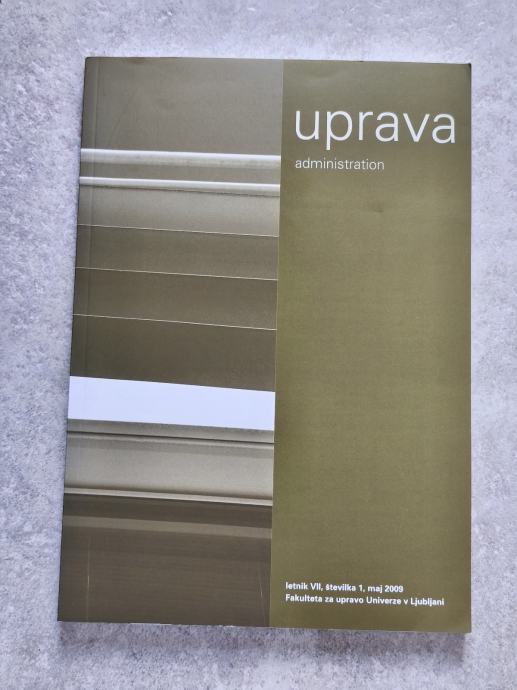 uprava
administration
letnik VII, številka 1, maj 2009
Fakulteta za upravo Univerze v Ljubljani